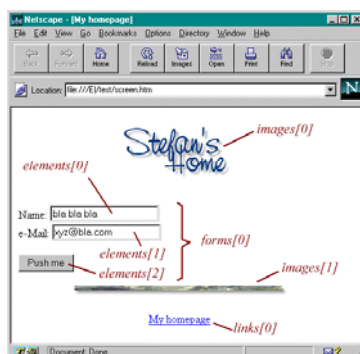 Netscape - [My homepage]
File Edit View Go Bookmarks Options Directory Window Help
Back Forward Home Reload Images Open Print Find Stop
Location: file:///E|/test/screen.htm
N
Stefan's
Home
images[0]
elements[0]
Name: bla bla bla
e-Mail: xyz@bla.com
elements[1]
forms[0]
Push me
elements[2]
images[1]
My homepage
links[0]
Document: Done